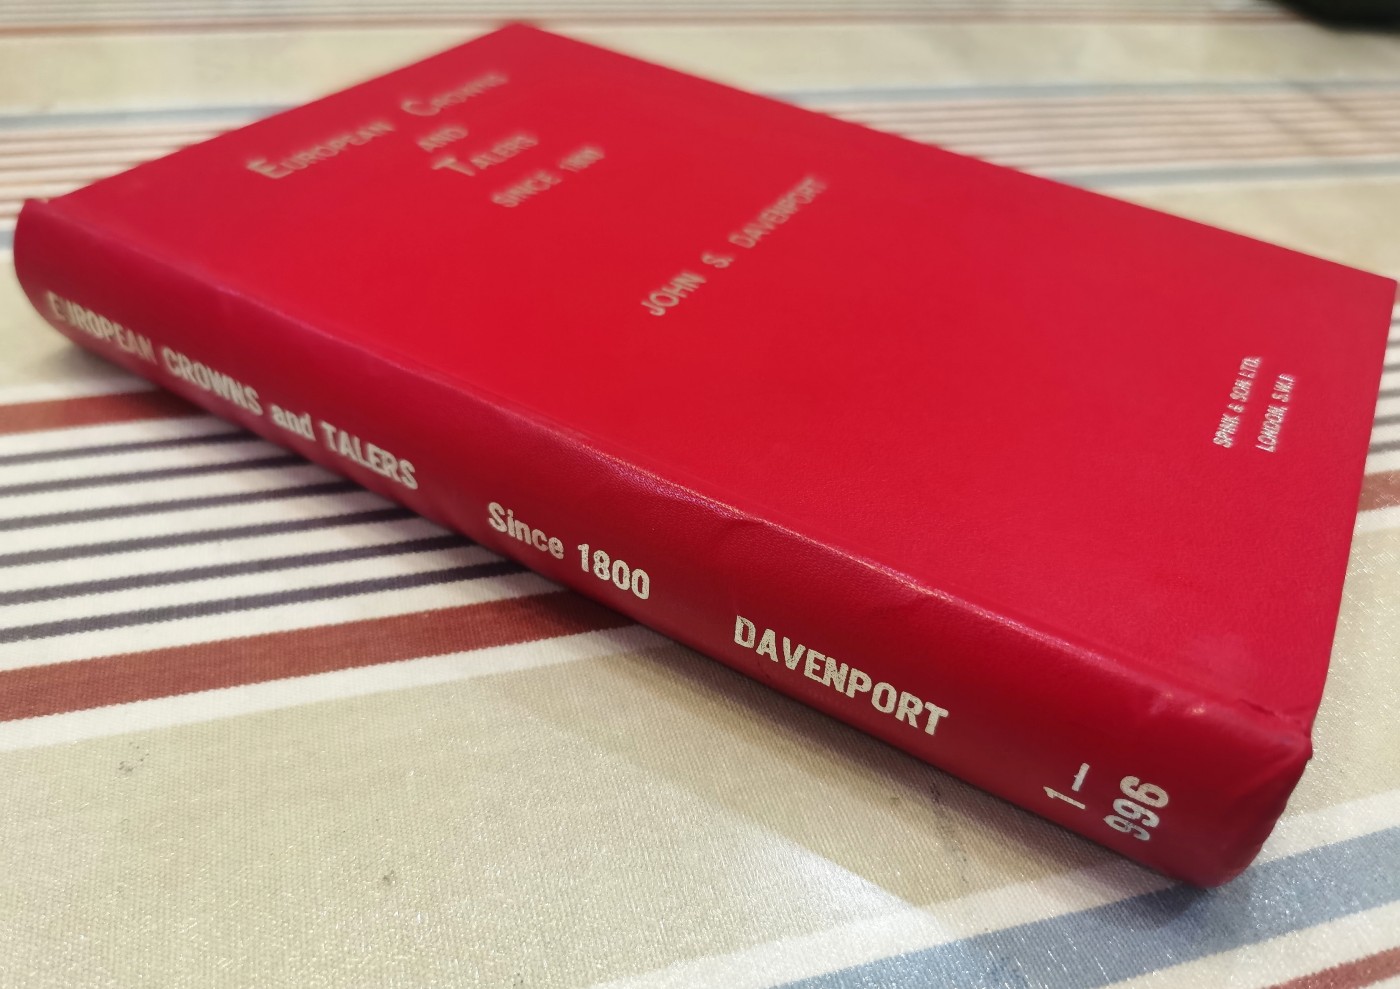 EUROPEAN CROWNS
AND
TALERS
SINCE 1800
JOHN S. DAVENPORT
SPINK & SON LTD.
LONDON, S.W.1
EUROPEAN CROWNS and TALERS Since 1800 DAVENPORT
1–
996